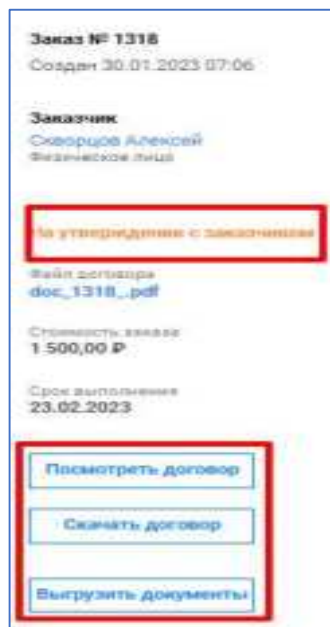 Заказ № 1318
Создан 30.01.2023 07:06
Заказчик
Скворцов Алексей
Физическое лицо
На утверждении с заказчиком
Файл договора
doc_1318_.pdf
Стоимость заказа
1 500,00 ₽
Срок выполнения
23.02.2023
Посмотреть договор
Скачать договор
Выгрузить документы